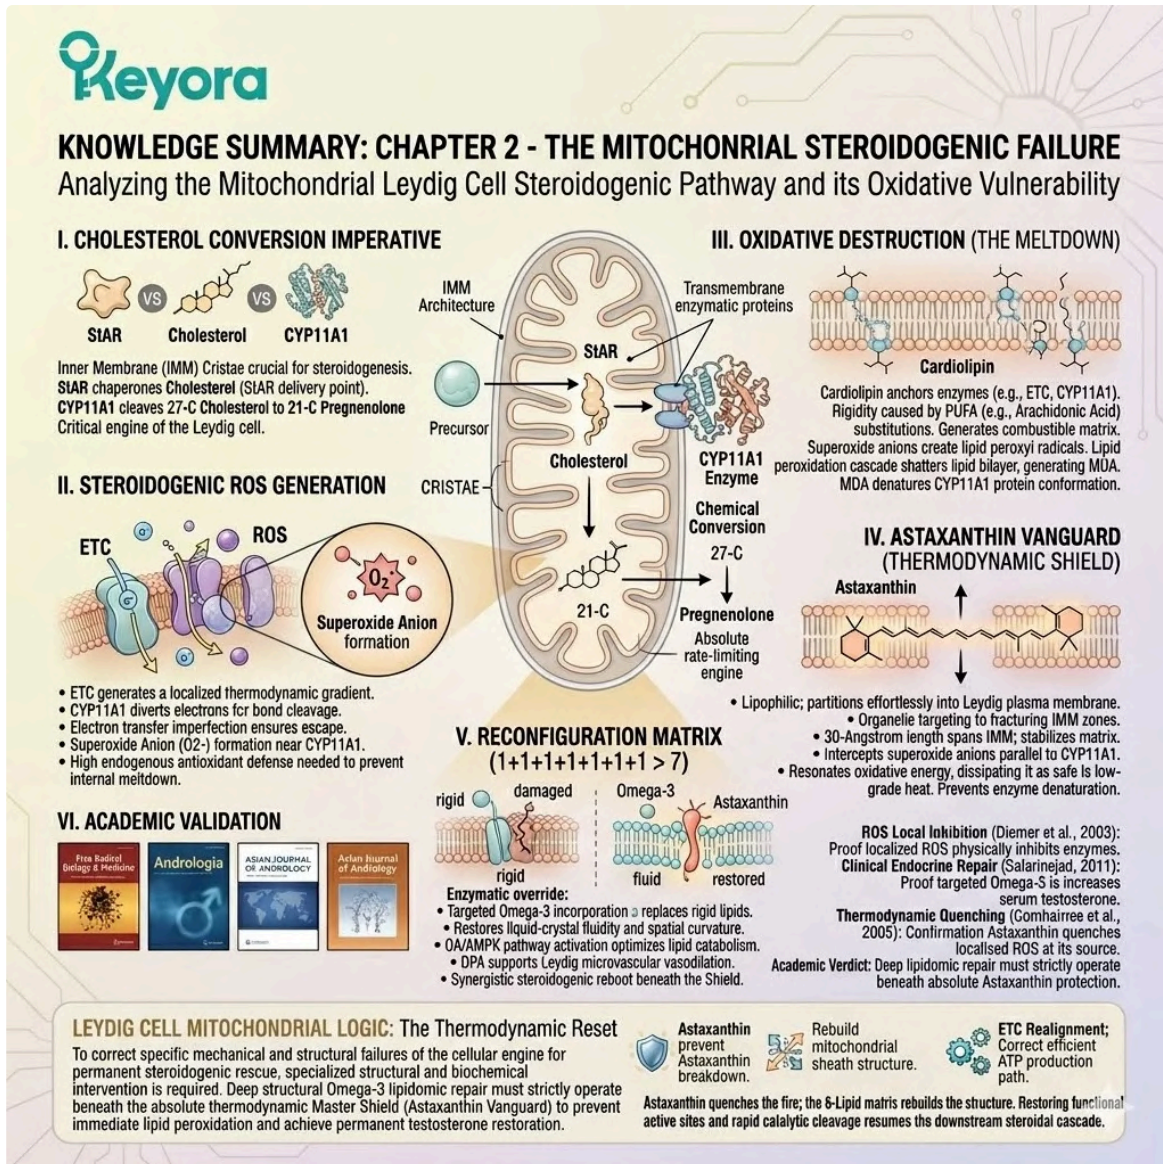 Keyora
KNOWLEDGE SUMMARY: CHAPTER 2 - THE MITOCHONRIAL STEROIDOGENIC FAILURE
Analyzing the Mitochondrial Leydig Cell Steroidogenic Pathway and its Oxidative Vulnerability
I. CHOLESTEROL CONVERSION IMPERATIVE
VS
VS
StAR
Cholesterol
CYP11A1
Inner Membrane (IMM) Cristae crucial for steroidogenesis.
StAR chaperones Cholesterel (StAR delivery point).
CYP11A1 cleaves 27-C Cholesterol to 21-C Pregnenolone
Critical engine of the Leydig cell.
II. STEROIDOGENIC ROS GENERATION
ETC
ROS
O2
Superoxide Anion
formation
• ETC generates a localized thermodynamic gradient.
• CYP11A1 diverts electrons fcr bond cleavage.
• Electron transfer imperfection ensures escape.
• Superoxide Anion (O2-) formation near CYP11A1.
• High endogenous antioxidant defense needed to prevent
internal meltdown.
VI. ACADEMIC VALIDATION
Free Radical
Biology & Medicine
Andrologia
ASIAN JOURNAL
OF ANDROLOGY
Asian Journal
of Andrology
IMM
Architecture
Transmembrane
enzymatic proteins
StAR
Precursor
Cholesterol
CYP11A1
Enzyme
CRISTAE
Chemical
Conversion
27-C
21-C
Pregnenolone
Absolute
rate-limiting
engine
V. RECONFIGURATION MATRIX
(1+1+1+1+1+1+1 > 7)
rigid
damaged
Omega-3
Astaxanthin
rigid
fluid
restored
Enzymatic override:
• Targeted Omega-3 incorporation replaces rigid lipids.
• Restores liquid-crystal fluidity and spatial curvature.
• OA/AMPK pathway activation optimizes lipid catabolism.
• DPA supports Leydig microvascular vasodilation.
• Synergistic steroidogenic reboot beneath the Shield.
III. OXIDATIVE DESTRUCTION (THE MELTDOWN)
Cardiolipin
Cardiolipin anchors enzymes (e.g., ETC, CYP11A1).
Rigidity caused by PUFA (e.g., Arachidonic Acid)
substitutions. Generates combustible matrix.
Superoxide anions create lipid peroxyl radicals. Lipid
peroxidation cascade shatters lipid bilayer, generating MDA.
MDA denatures CYP11A1 protein conformation.
IV. ASTAXANTHIN VANGUARD
(THERMODYNAMIC SHIELD)
Astaxanthin
• Lipophilic; partitions effortlessly into Leydig plasma membrane.
• Organelie targeting to fracturing IMM zones.
• 30-Angstrom length spans IMM; stabilizes matrix.
• Intercepts superoxide anions parallel to CYP11A1.
• Resonates oxidative energy, dissipating it as safe Is low-
grade heat. Prevents enzyme denaturation.
ROS Local Inkibition (Diemer et al., 2003):
Proof localized ROS physically inhibits enzymes.
Clinical Endocrine Repair (Salarinejad, 2011):
Proof targeted Omega-S is increases
serum testosterone.
Thermodynamic Quenching (Gomhairree et al.,
2005): Confirmation Astaxanthin quenches
localised ROS at its source.
Academic Verdict: Deep lipidomic repair must strictly operate
beneath absolute Astaxanthin protection.
LEYDIG CELL MITOCHONDRIAL LOGIC: The Thermodynamic Reset
To correct specific mechanical and structural failures of the cellular engine for
permanent steroidogenic rescue, specialized structural and biochemical
intervention is required. Deep structural Omega-3 lipidomic repair must strictly operate
beneath the absolute thermodynamic Master Shield (Astaxanthin Vanguard) to prevent
immediate lipid peroxidation and achieve permanent testosterone restoration.
Astaxanthin
prevent
Astaxanthin
breakdown.
Rebuild
mitochondrial
sheath structure.
ETC Realignment;
Correct efficient
ATP production
path.
Astaxanthin quenches the fire; the 6-Lipid matris rebuilds the structure. Restoring functional
active sites and rapid calalytic cleavage resumes ths downstream steroidal cascade.